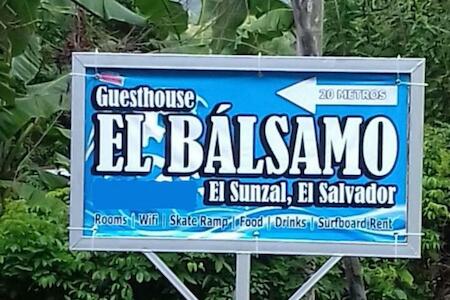 Guesthouse
20 METROS
EL BÁLSAMO
El Sunzal, El Salvador
Rooms | Wifi | Skate Ramp | Food | Drinks | Surfboard Rent